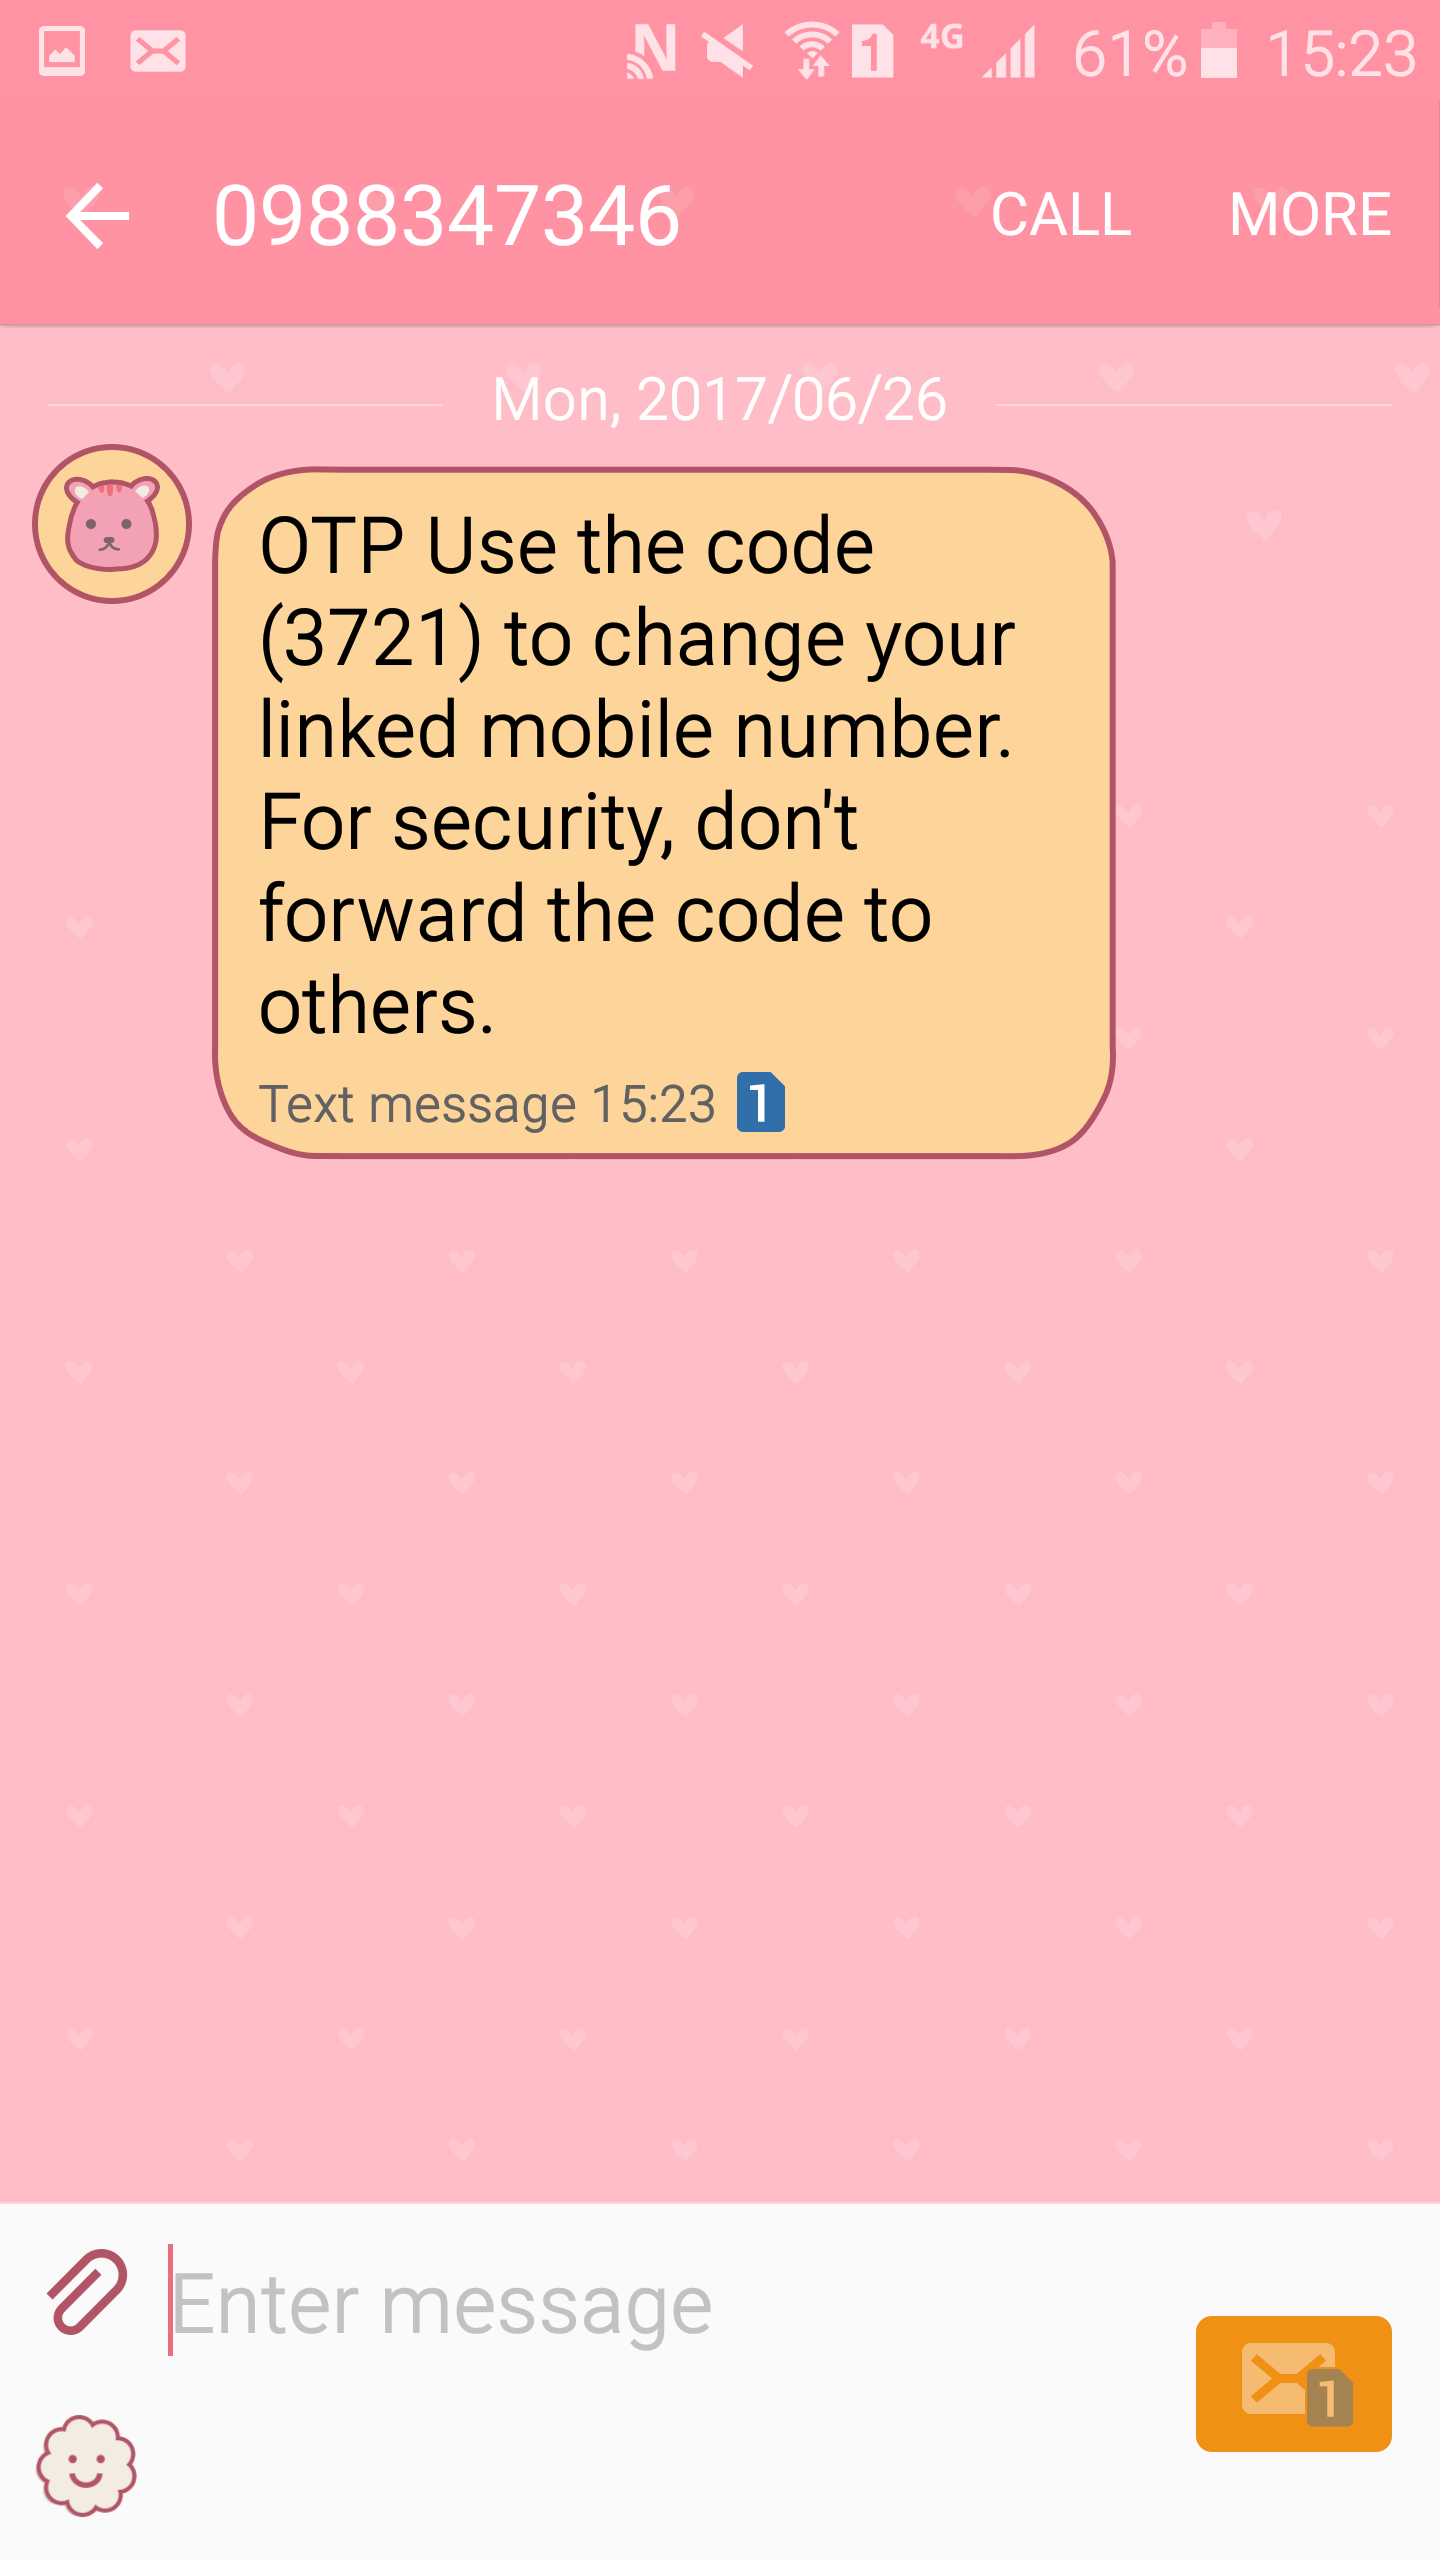 4G 61% 15:23
0988347346 CALL MORE
Mon, 2017/06/26
OTP Use the code
(3721) to change your
linked mobile number.
For security, don't
forward the code to
others.
Text message 15:23 1
Enter message
1